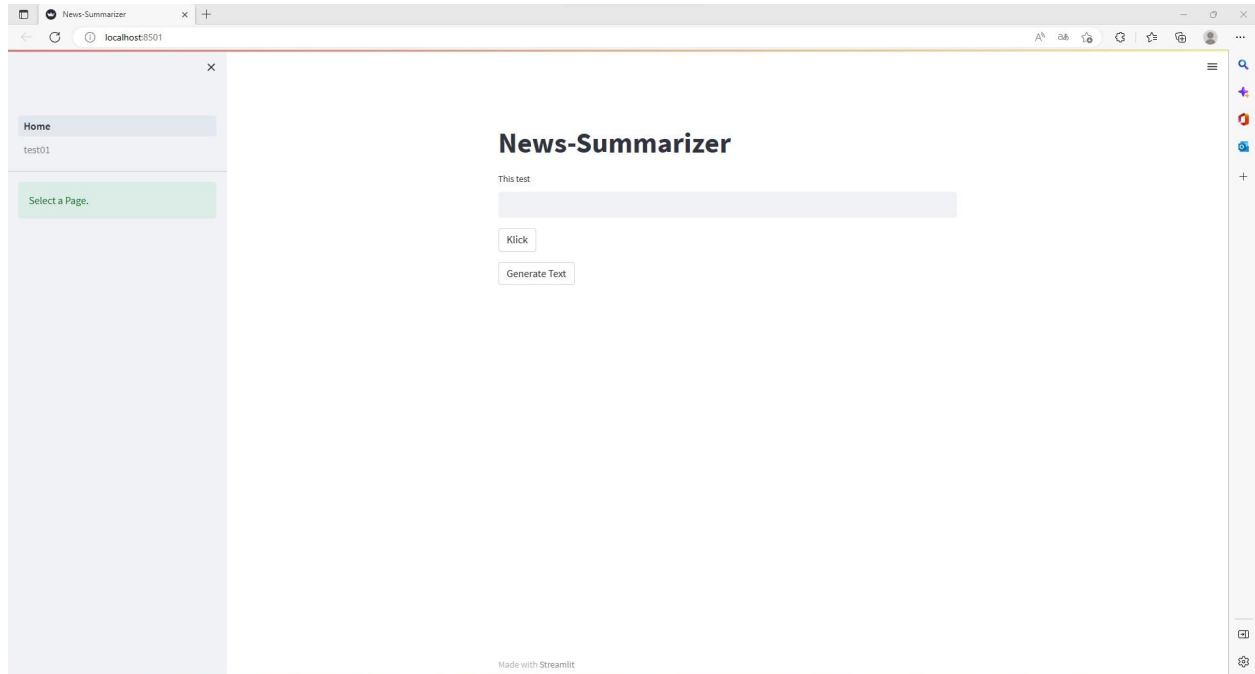 News-Summarizer
localhost:8501
Home
test01
Select a Page.
News-Summarizer
This test
Klick
Generate Text
Made with Streamlit